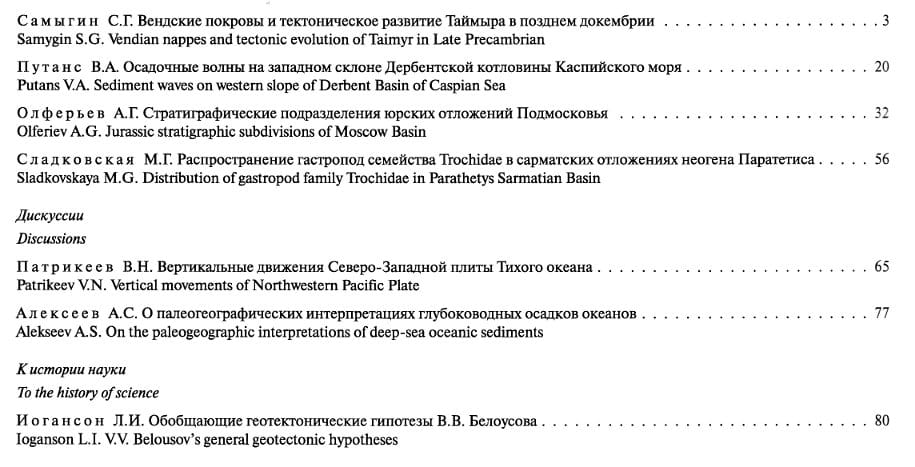 Самыгин С.Г. Вендские покровы и тектоническое развитие Таймыра в позднем докембрии . . . . . . . . . . . . . . . . . . . . . 3
Samygin S.G. Vendian nappes and tectonic evolution of Taimyr in Late Precambrian
Путанс В.А. Осадочные волны на западном склоне Дербентской котловины Каспийского моря . . . . . . . . . . . . . . . . . . 20
Putans V.A. Sediment waves on western slope of Derbent Basin of Caspian Sea
Олферьев А.Г. Стратиграфические подразделения юрских отложений Подмосковья . . . . . . . . . . . . . . . . . . . . . . . . 32
Olferiev A.G. Jurassic stratigraphic subdivisions of Moscow Basin
Сладковская М.Г. Распространение гастропод семейства Trochidae в сарматских отложениях неогена Паратетиса . . . . . 56
Sladkovskaya M.G. Distribution of gastropod family Trochidae in Parathetys Sarmatian Basin
Дискуссии
Discussions
Патрикеев В.Н. Вертикальные движения Северо-Западной плиты Тихого океана . . . . . . . . . . . . . . . . . . . . . . . . . . 65
Patrikeev V.N. Vertical movements of Northwestern Pacific Plate
Алексеев А.С. О палеогеографических интерпретациях глубоководных осадков океанов . . . . . . . . . . . . . . . . . . . . . . 77
Alekseev A.S. On the paleogeographic interpretations of deep-sea oceanic sediments
К истории науки
To the history of science
Иогансон Л.И. Обобщающие геотектонические гипотезы В.В. Белоусова . . . . . . . . . . . . . . . . . . . . . . . . . . . . . . . 80
Ioganson L.I. V.V. Belousov’s general geotectonic hypotheses